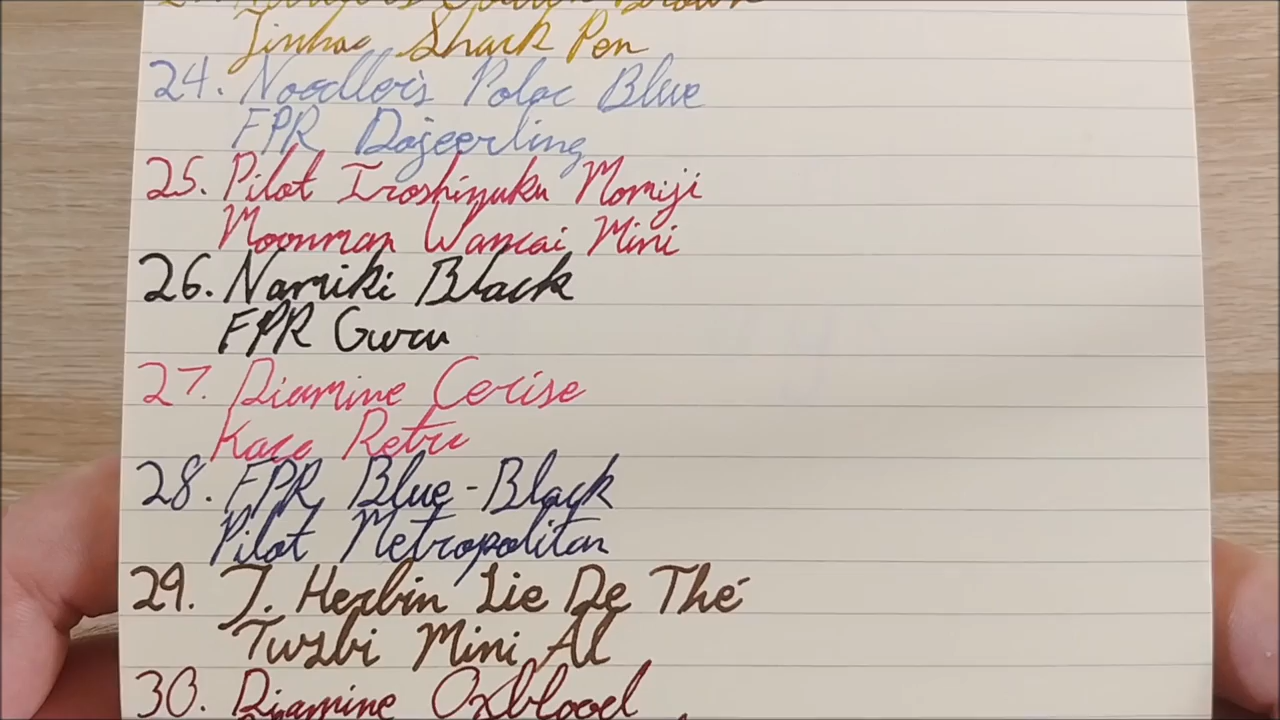 Jinhao Shark Pen
24. Noodler's Polar Blue
FPR Dajeerling
25. Pilot Iroshizuku Momiji
Moonman Wancai Mini
26. Namiki Black
FPR Guru
27. Diamine Cerise
Kaco Retro
28. FPR Blue-Black
Pilot Metropolitan
29. J. Herbin Lie De Thé
Twsbi Mini Al
30. Diamine Oxblood